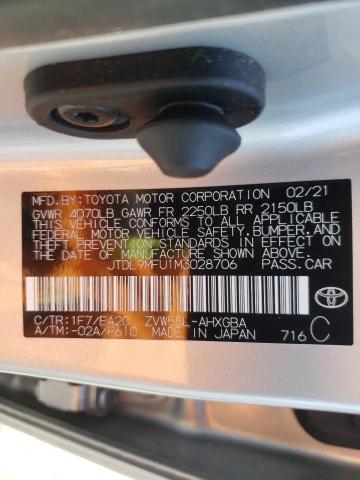 MFD. BY: TOYOTA MOTOR CORPORATION 02/21
GVWR 4070LB GAWR FR 2250LB RR 2150LB
THIS VEHICLE CONFORMS TO ALL APPLICABLE
FEDERAL MOTOR VEHICLE SAFETY, BUMPER, AND
THEFT PREVENTION STANDARDS IN EFFECT ON
THE DATE OF MANUFACTURE SHOWN ABOVE.
JTDL9MFU1M3028706 PASS.CAR
C/TR:1F7/EA20 ZVW55L-AHXGBA
A/TM:-02A/P610 MADE IN JAPAN 716C